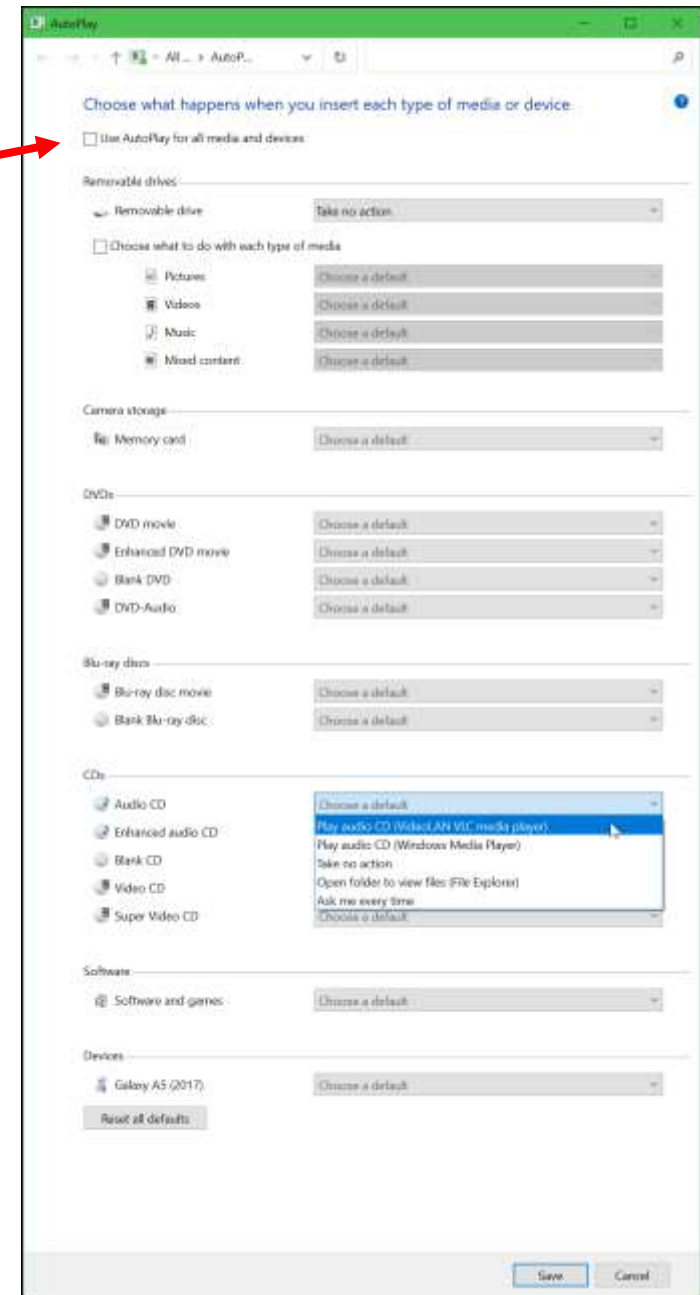 AutoPlay
All ... > AutoP...
Choose what happens when you insert each type of media or device
Use AutoPlay for all media and devices
Removable drives
Removable drive Take no action
Choose what to do with each type of media
Pictures Choose a default
Videos Choose a default
Music Choose a default
Mixed content Choose a default
Camera storage
Memory card Choose a default
DVDs
DVD movie Choose a default
Enhanced DVD movie Choose a default
Blank DVD Choose a default
DVD-Audio Choose a default
Blu-ray discs
Blu-ray disc movie Choose a default
Blank Blu-ray disc Choose a default
CDs
Audio CD Choose a default
Play audio CD (VideoLAN VLC media player)
Enhanced audio CD
Play audio CD (Windows Media Player)
Blank CD Take no action
Open folder to view files (File Explorer)
Video CD
Ask me every time
Super Video CD Choose a default
Software
Software and games Choose a default
Devices
Galaxy A5 (2017) Choose a default
Reset all defaults
Save Cancel